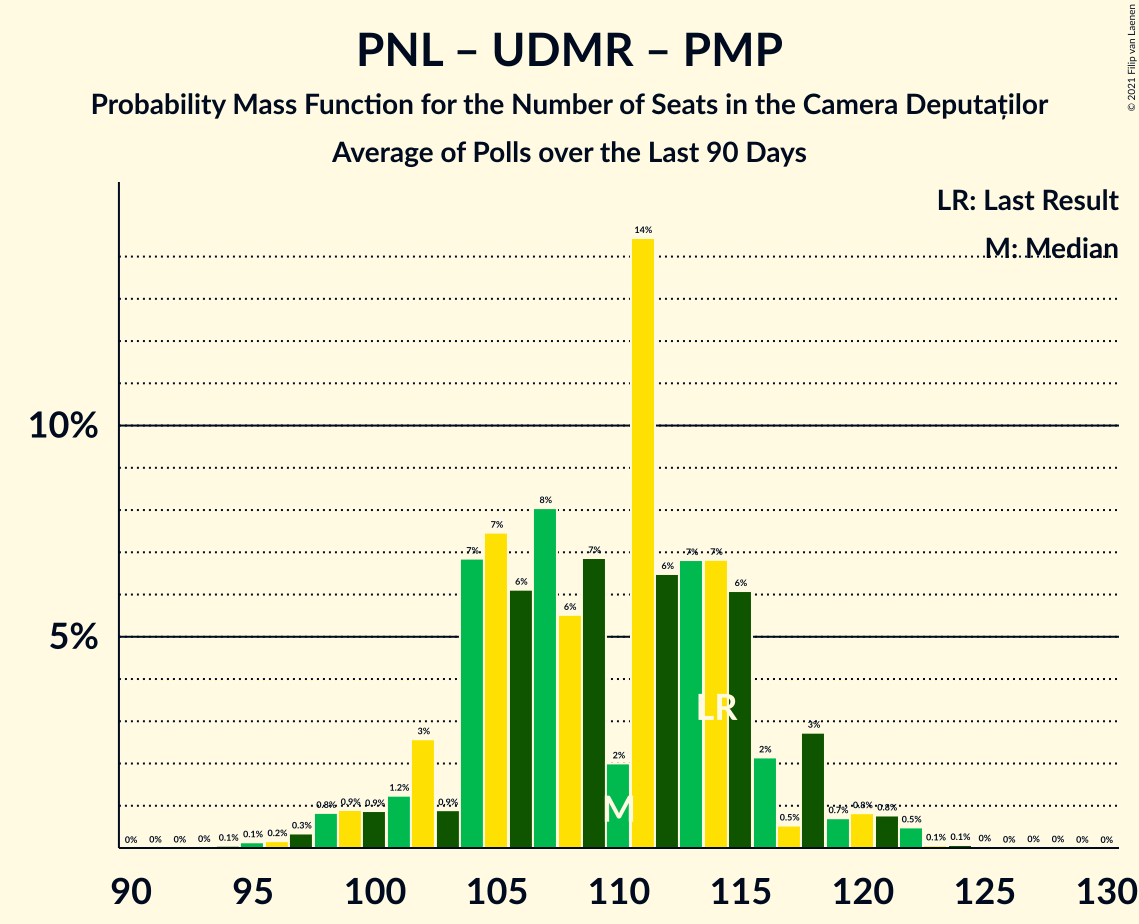 PNL – UDMR – PMP
Probability Mass Function for the Number of Seats in the Camera Deputaților
Average of Polls over the Last 90 Days
© 2021 Filip van Laenen
LR: Last Result
M: Median
10%
5%
0% 0% 0% 0% 0.1% 0.1% 0.2% 0.3% 0.8% 0.9% 0.9% 1.2% 3% 0.9% 7% 7% 6% 8% 6% 7% 2% 14% 6% 7% 7% 6% 2% 0.5% 3% 0.7% 0.8% 0.8% 0.5% 0.1% 0.1% 0% 0% 0% 0% 0% 0%
LR
M
90 95 100 105 110 115 120 125 130